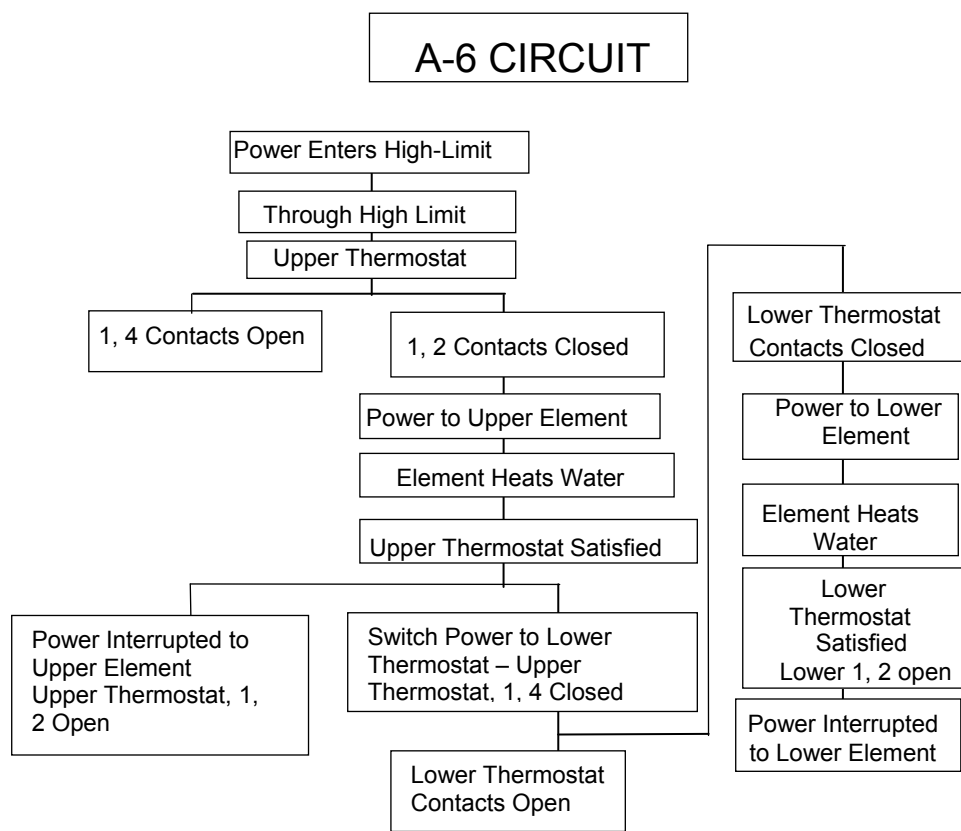 A-6 CIRCUIT
Power Enters High-Limit
Through High Limit
Upper Thermostat
1, 4 Contacts Open
1, 2 Contacts Closed
Power to Upper Element
Element Heats Water
Upper Thermostat Satisfied
Power Interrupted to
Upper Element
Upper Thermostat, 1,
2 Open
Switch Power to Lower
Thermostat – Upper
Thermostat, 1, 4 Closed
Lower Thermostat
Contacts Open
Lower Thermostat
Contacts Closed
Power to Lower
Element
Element Heats
Water
Lower
Thermostat
Satisfied
Lower 1, 2 open
Power Interrupted
to Lower Element